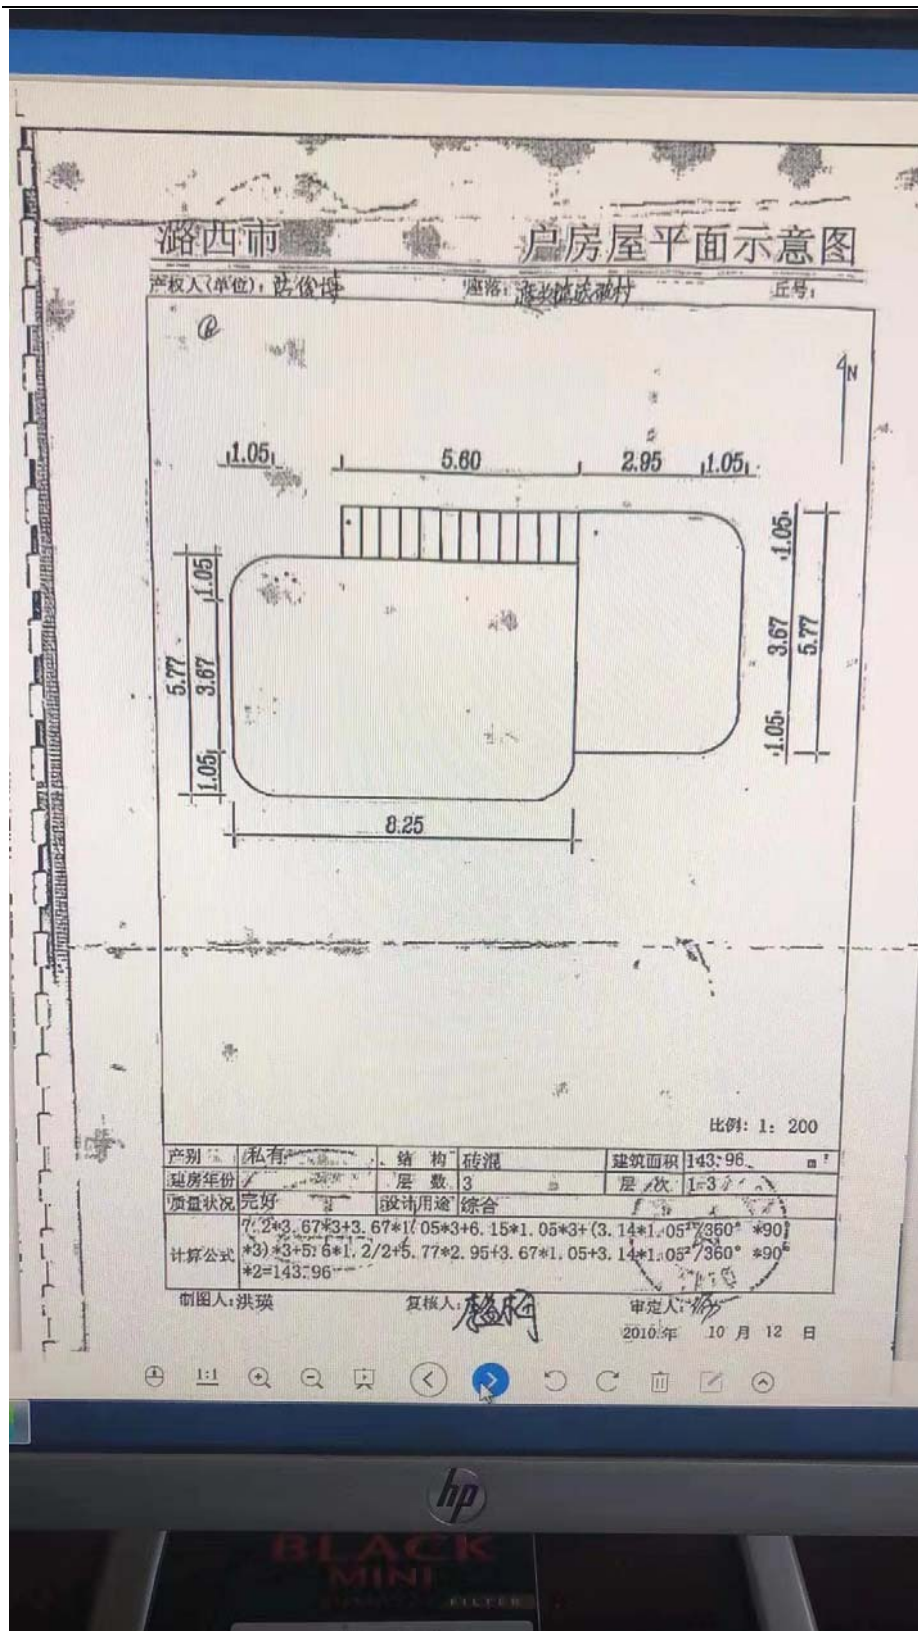 潞西市 户房屋平面示意图
产权人(单位): 座落: 丘号:
N
1.05 5.60 2.95 1.05
1.05
3.67
1.05
5.77
1.05
3.67
1.05
5.77
8.25
比例: 1: 200
产别 私有 结 构 砖混 建筑面积 143.96 m²
建房年份 层 数 3 层 次 1-3
质量状况 完好 设计用途 综合
计算公式 7.2*3.67*3+3.67*1.05*3+6.15*1.05*3+(3.14*1.05²/360° *90°
*3)*3+5.6*1.2/2+5.77*2.95+3.67*1.05+3.14*1.05²/360° *90°
*2=143.96
制图人:洪瑛 复核人: 审定人:
2010年 10 月 12 日
1:1
hp
BLACK
MINI
FILTER